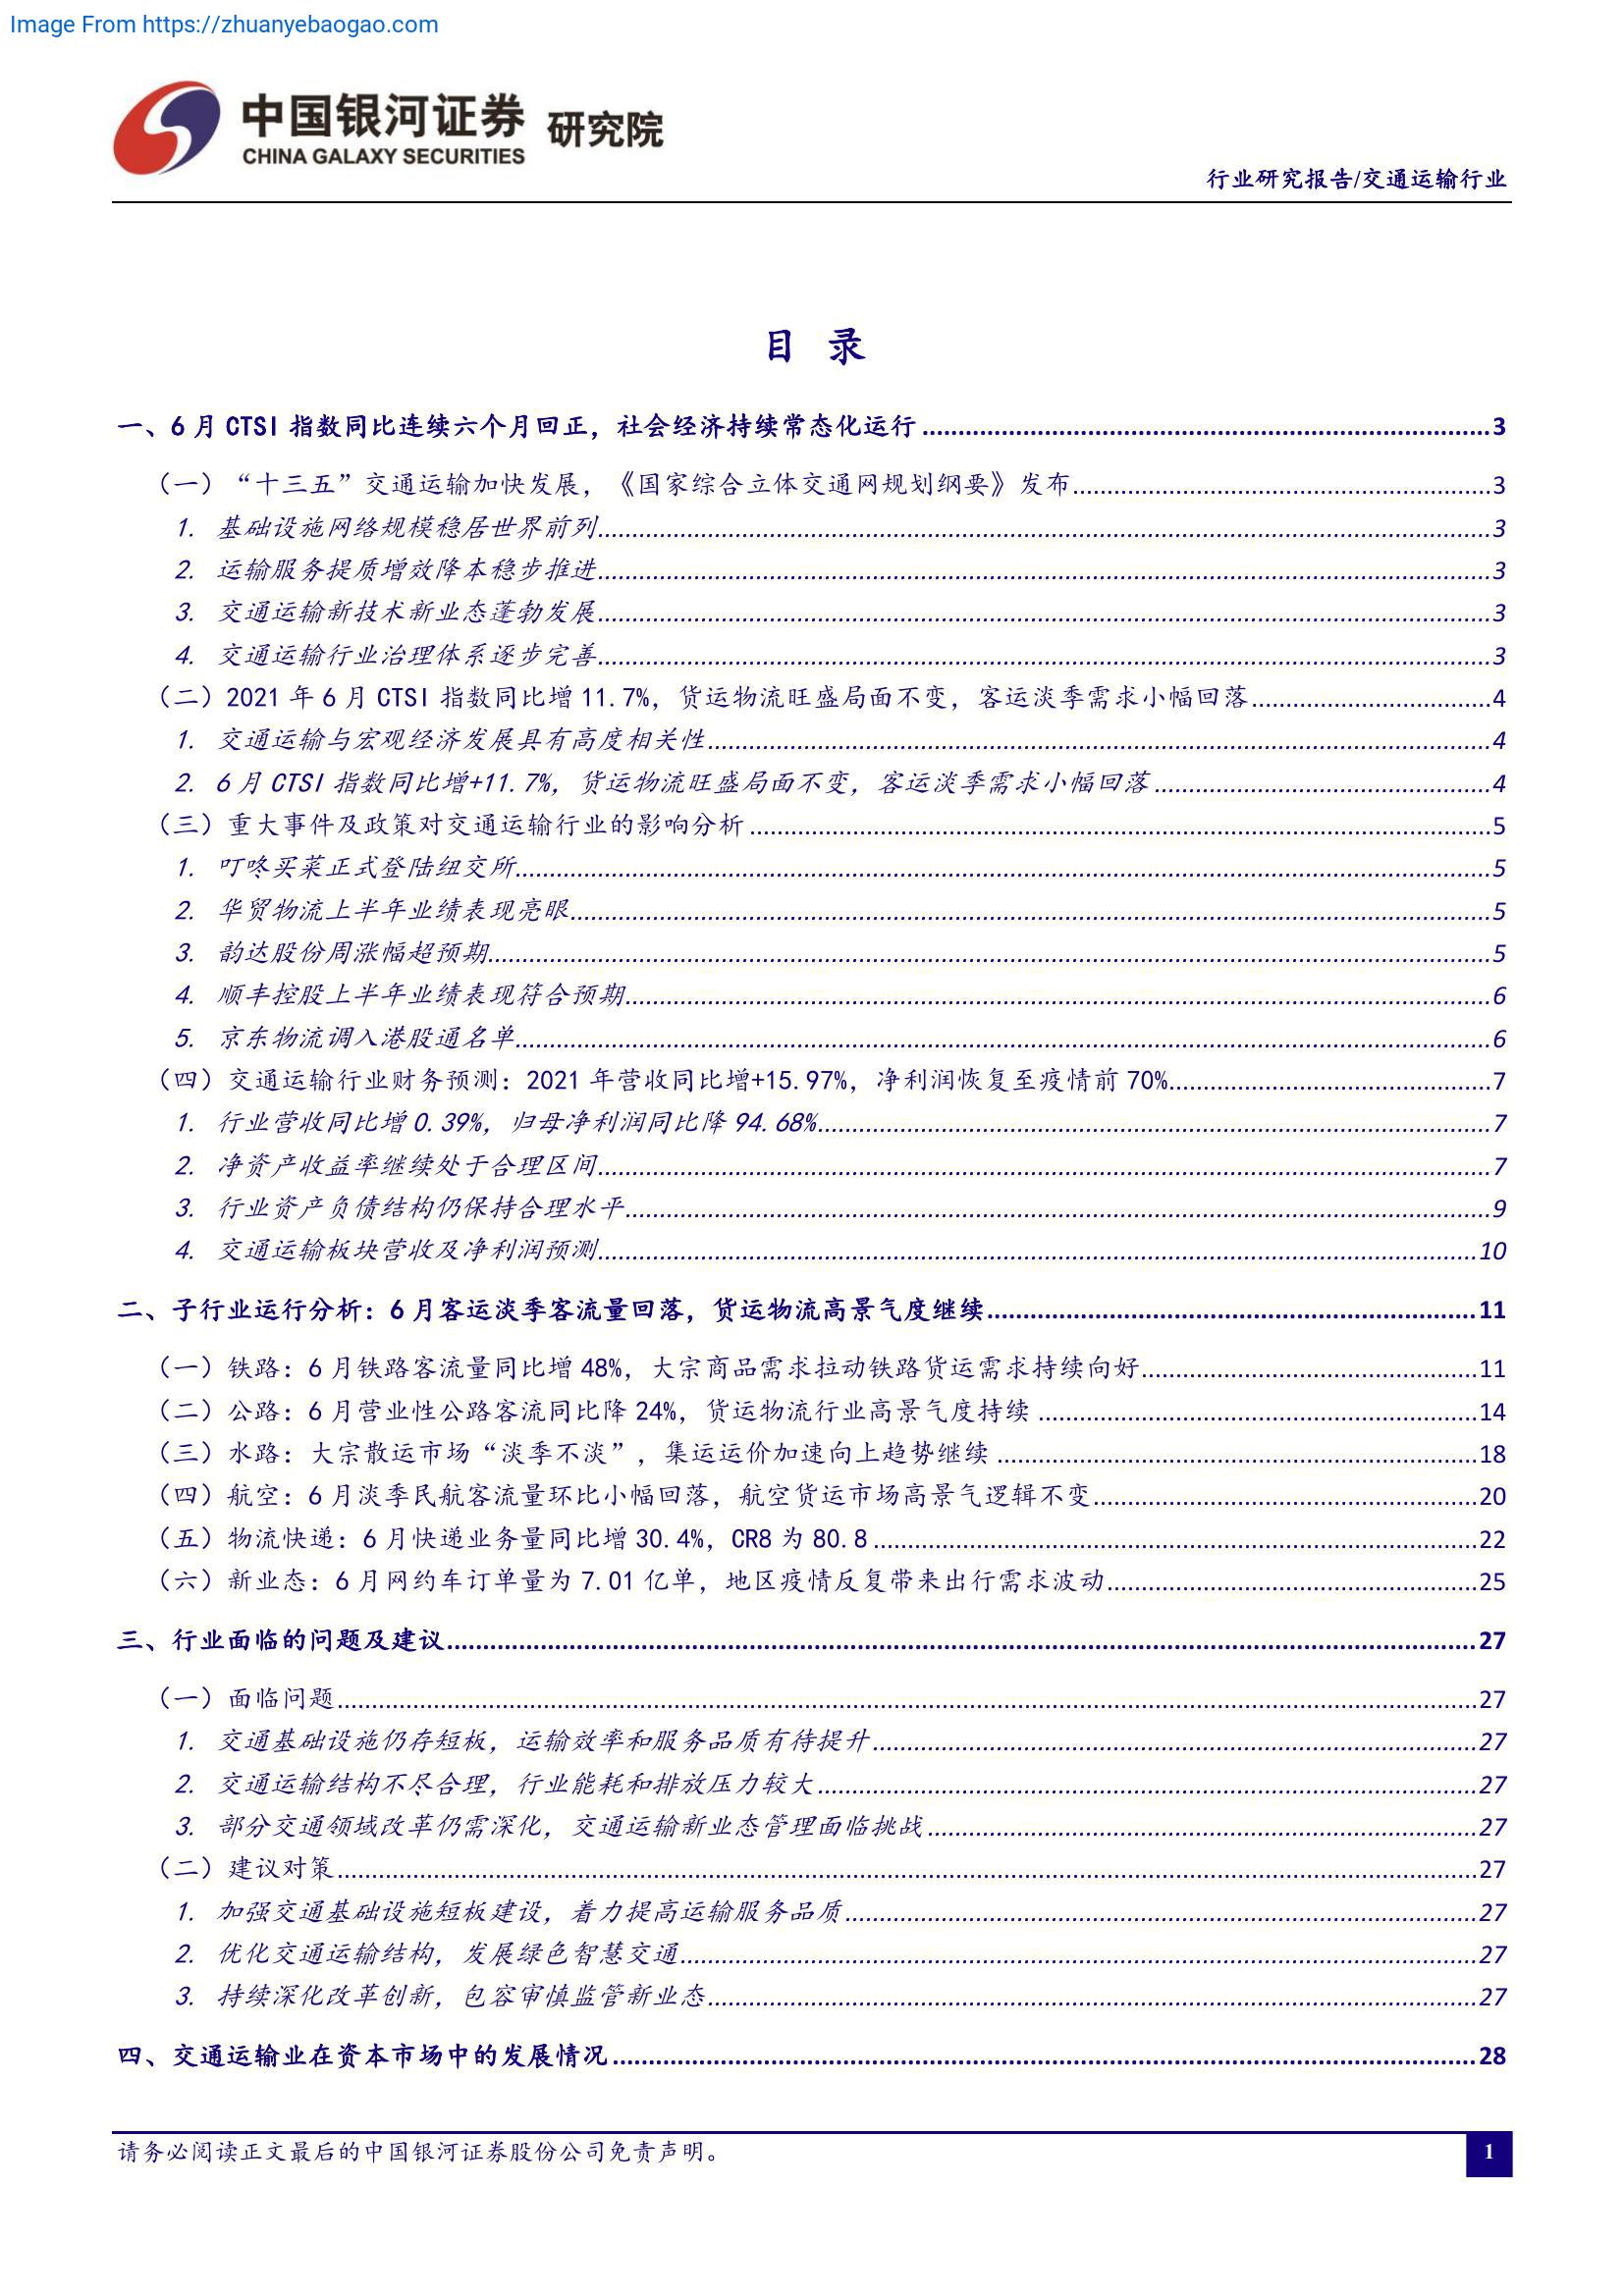 Image From https://zhuanyebaogao.com
中国银河证券 研究院
CHINA GALAXY SECURITIES
行业研究报告/交通运输行业
目 录
一、6 月 CTSI 指数同比连续六个月回正，社会经济持续常态化运行 3
（一）“十三五”交通运输加快发展，《国家综合立体交通网规划纲要》发布 3
1. 基础设施网络规模稳居世界前列 3
2. 运输服务提质增效降本稳步推进 3
3. 交通运输新技术新业态蓬勃发展 3
4. 交通运输行业治理体系逐步完善 3
（二）2021 年 6 月 CTSI 指数同比增 11.7%，货运物流旺盛局面不变，客运淡季需求小幅回落 4
1. 交通运输与宏观经济发展具有高度相关性 4
2. 6 月 CTSI 指数同比增+11.7%，货运物流旺盛局面不变，客运淡季需求小幅回落 4
（三）重大事件及政策对交通运输行业的影响分析 5
1. 叮咚买菜正式登陆纽交所 5
2. 华贸物流上半年业绩表现亮眼 5
3. 韵达股份周涨幅超预期 5
4. 顺丰控股上半年业绩表现符合预期 6
5. 京东物流调入港股通名单 6
（四）交通运输行业财务预测：2021 年营收同比增+15.97%，净利润恢复至疫情前 70% 7
1. 行业营收同比增 0.39%，归母净利润同比降 94.68% 7
2. 净资产收益率继续处于合理区间 7
3. 行业资产负债结构仍保持合理水平 9
4. 交通运输板块营收及净利润预测 10
二、子行业运行分析：6 月客运淡季客流量回落，货运物流高景气度继续 11
（一）铁路：6 月铁路客流量同比增 48%，大宗商品需求拉动铁路货运需求持续向好 11
（二）公路：6 月营业性公路客流同比降 24%，货运物流行业高景气度持续 14
（三）水路：大宗散运市场“淡季不淡”，集运运价加速向上趋势继续 18
（四）航空：6 月淡季民航客流量环比小幅回落，航空货运市场高景气逻辑不变 20
（五）物流快递：6 月快递业务量同比增 30.4%，CR8 为 80.8 22
（六）新业态：6 月网约车订单量为 7.01 亿单，地区疫情反复带来出行需求波动 25
三、行业面临的问题及建议 27
（一）面临问题 27
1. 交通基础设施仍存短板，运输效率和服务品质有待提升 27
2. 交通运输结构不尽合理，行业能耗和排放压力较大 27
3. 部分交通领域改革仍需深化，交通运输新业态管理面临挑战 27
（二）建议对策 27
1. 加强交通基础设施短板建设，着力提高运输服务品质 27
2. 优化交通运输结构，发展绿色智慧交通 27
3. 持续深化改革创新，包容审慎监管新业态 27
四、交通运输业在资本市场中的发展情况 28
请务必阅读正文最后的中国银河证券股份公司免责声明。
1